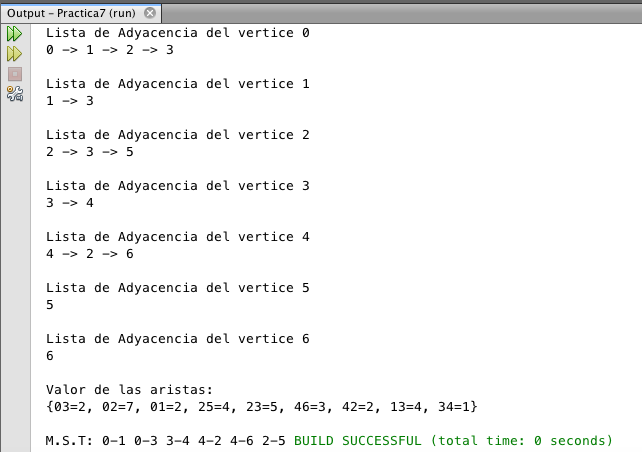 Output – Practica7 (run)
Lista de Adyacencia del vertice 0
0 -> 1 -> 2 -> 3
Lista de Adyacencia del vertice 1
1 -> 3
Lista de Adyacencia del vertice 2
2 -> 3 -> 5
Lista de Adyacencia del vertice 3
3 -> 4
Lista de Adyacencia del vertice 4
4 -> 2 -> 6
Lista de Adyacencia del vertice 5
5
Lista de Adyacencia del vertice 6
6
Valor de las aristas:
{03=2, 02=7, 01=2, 25=4, 23=5, 46=3, 42=2, 13=4, 34=1}
M.S.T: 0-1 0-3 3-4 4-2 4-6 2-5 BUILD SUCCESSFUL (total time: 0 seconds)